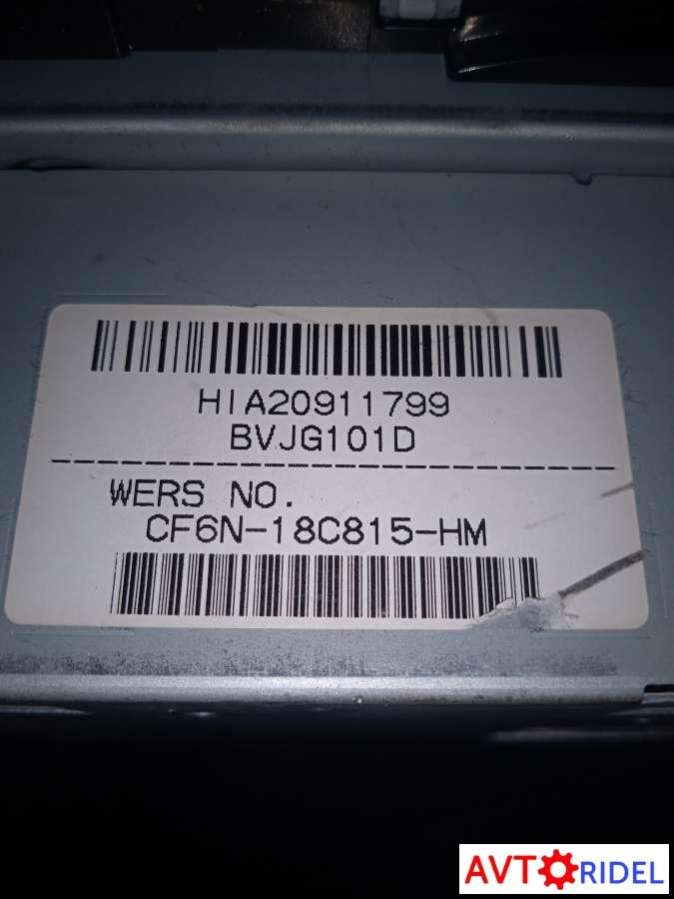 HIA20911799
BVJG101D
WERS NO.
CF6N-18C815-HM
AVTORIDEL